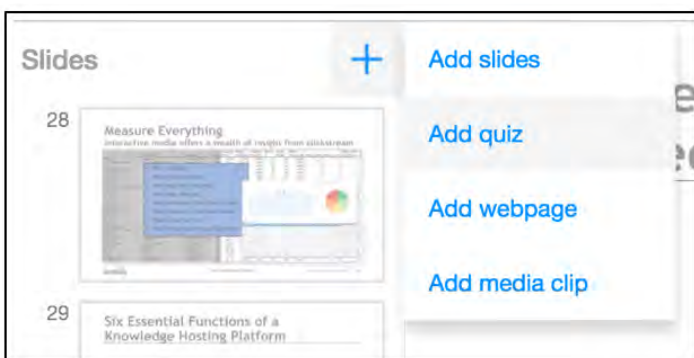 Slides
+
Add slides
Add quiz
Add webpage
Add media clip
28
Measure Everything
Interactive media offers a wealth of insight from clickstream
29
Six Essential Functions of a
Knowledge Hosting Platform